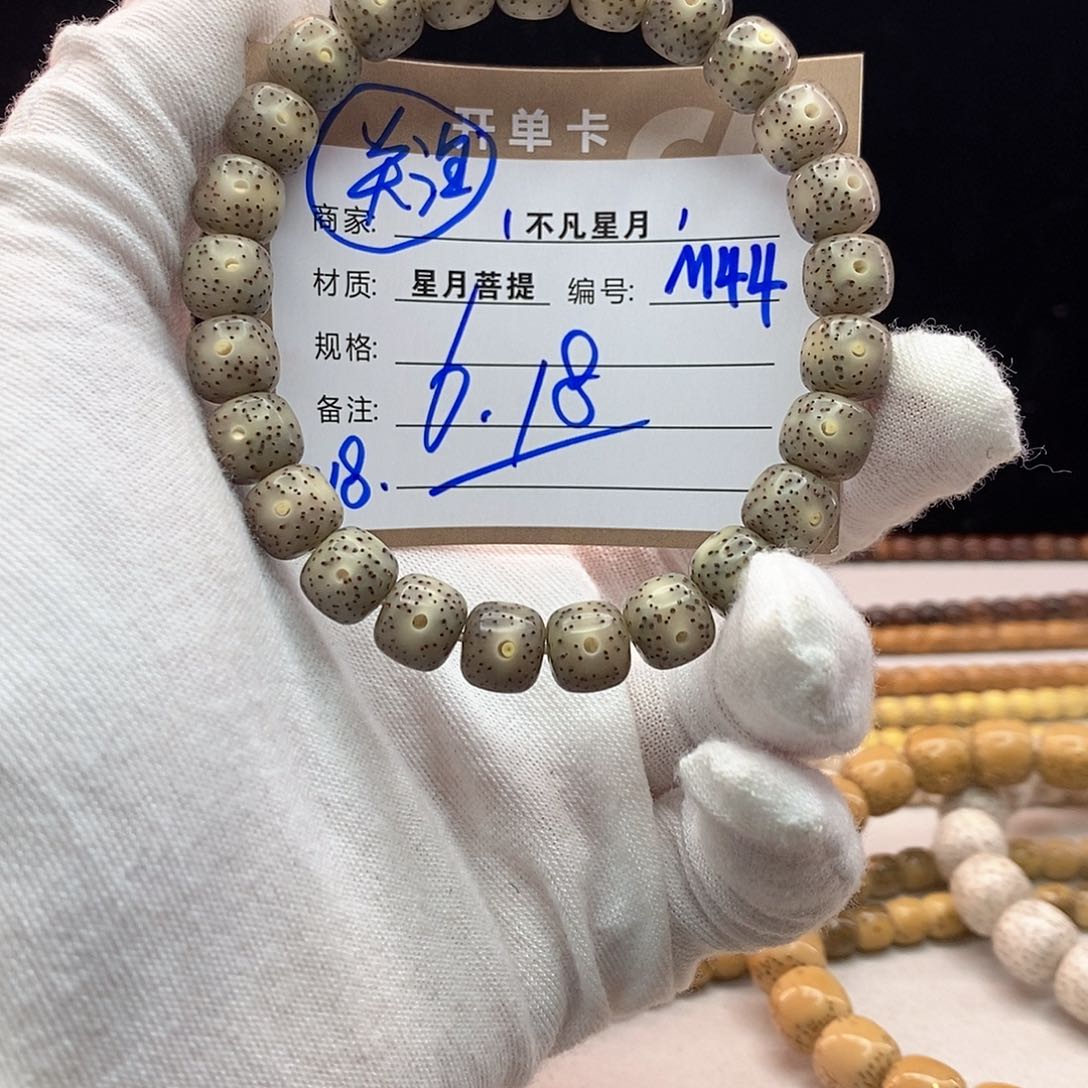 开单卡
关注
商家: 不凡星月
材质: 星月菩提 编号: M44
规格:
备注: 6.18
18.